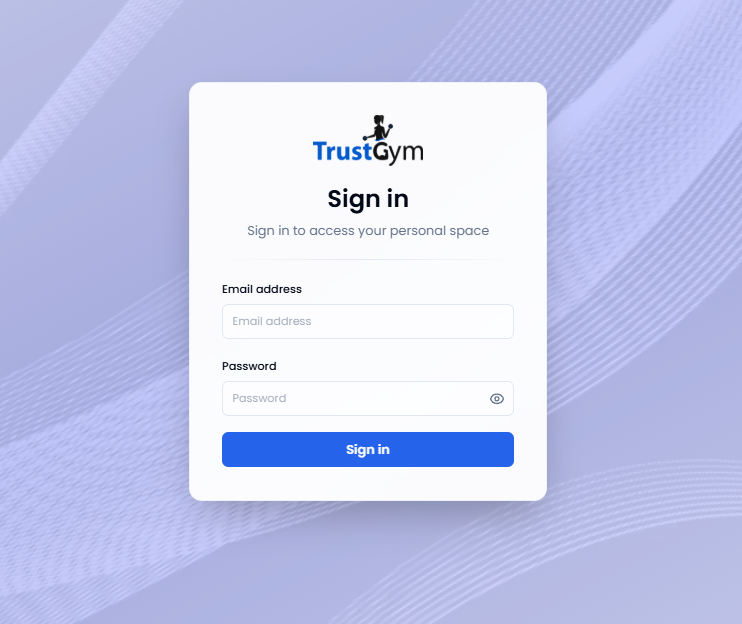 TrustGym
Sign in
Sign in to access your personal space
Email address
Email address
Password
Password
Sign in